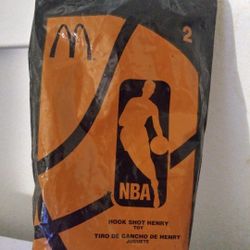 2
NBA
HOOK SHOT HENRY
TOY
TIRO DE GANCHO DE HENRY
JUGUETE